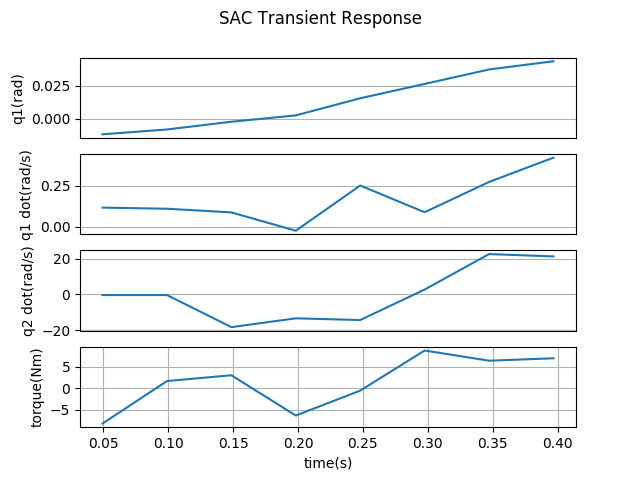 SAC Transient Response
q1(rad)
0.025
0.000
q1 dot(rad/s)
0.25
0.00
q2 dot(rad/s)
20
0
−20
torque(Nm)
5
0
−5
0.05 0.10 0.15 0.20 0.25 0.30 0.35 0.40
time(s)